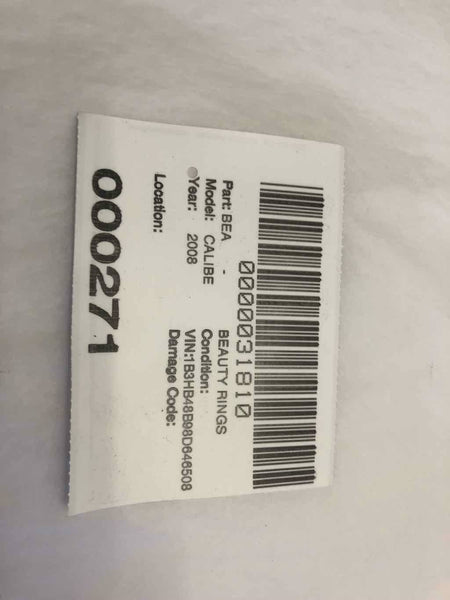 0000031810
Part: BEA - BEAUTY RINGS
Model: CALIBE Condition:
Year: 2008 VIN:1B3HB48B98D646508
Damage Code:
Location:
000271